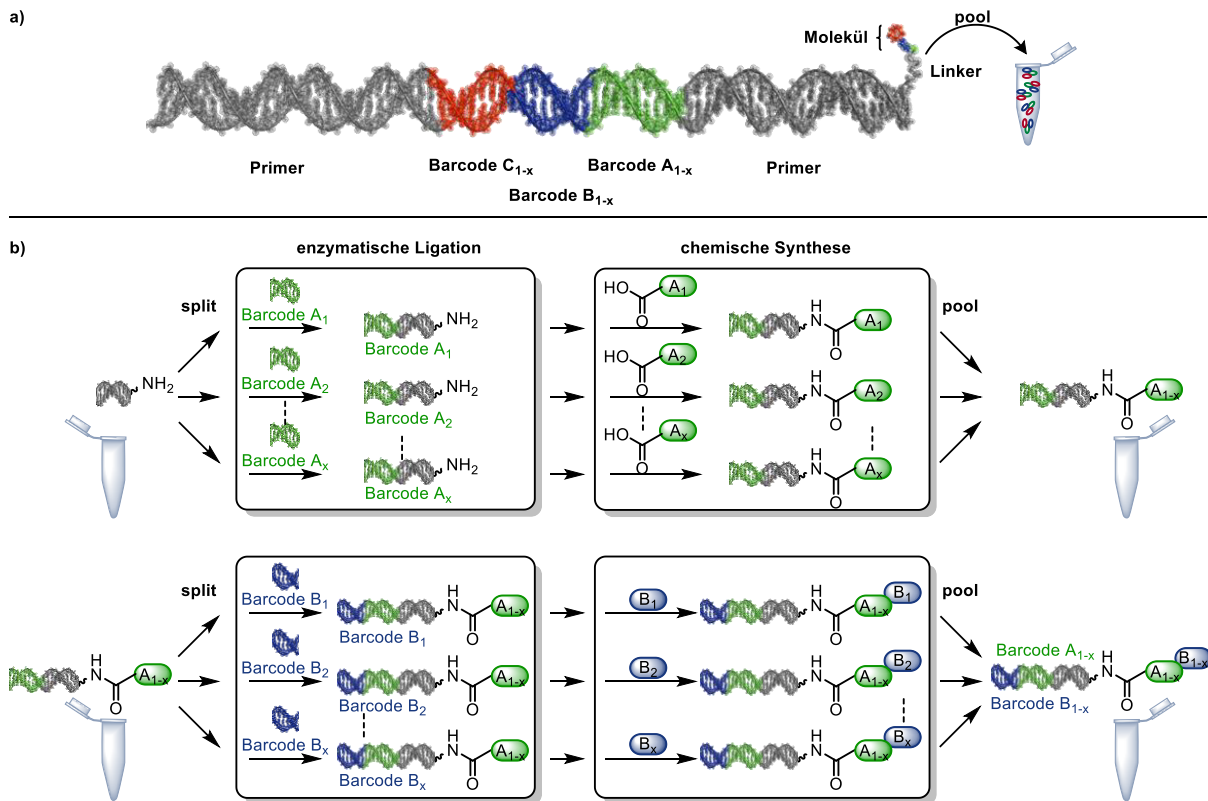 a)
pool
Molekül
Linker
Primer
Barcode C1-x
Barcode A1-x
Primer
Barcode B1-x
b)
enzymatische Ligation
chemische Synthese
split
Barcode A1
NH2
Barcode A1
HO
O
A1
H
N
O
A1
pool
NH2
Barcode A2
NH2
Barcode A2
HO
O
A2
H
N
O
A2
H
N
O
A1-x
Barcode Ax
NH2
Barcode Ax
HO
O
Ax
H
N
O
Ax
split
Barcode B1
H
N
O
A1-x
Barcode B1
B1
H
N
O
A1-x
B1
pool
H
N
O
A1-x
Barcode B2
H
N
O
A1-x
Barcode B2
B2
H
N
O
A1-x
B2
Barcode A1-x
H
N
O
A1-x
B1-x
Barcode B1-x
Barcode Bx
H
N
O
A1-x
Barcode Bx
Bx
H
N
O
A1-x
Bx